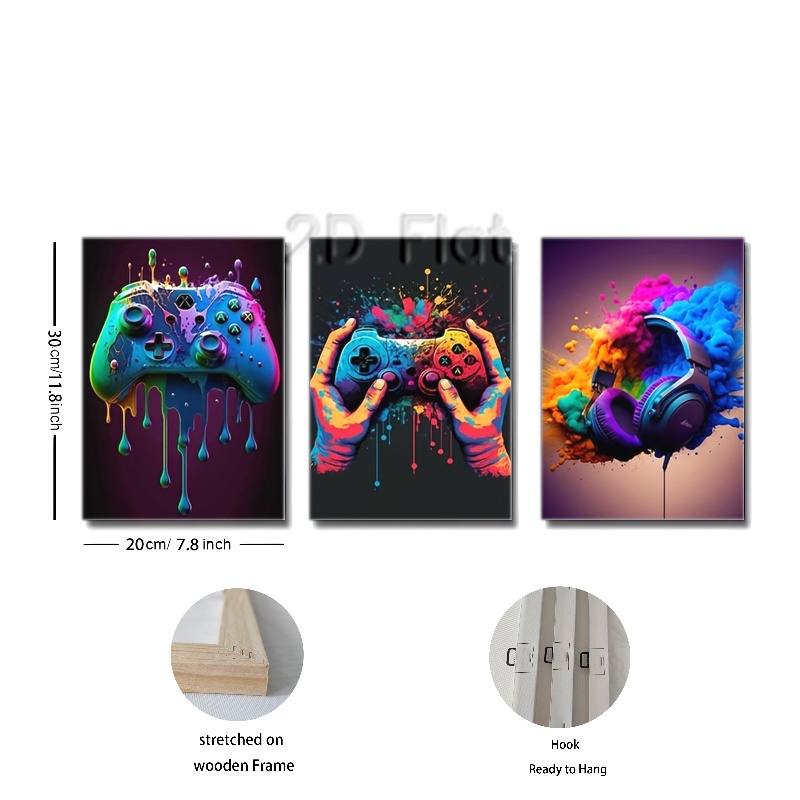 2D Flat
30cm/11.8inch
20cm/ 7.8 inch
stretched on
wooden Frame
Hook
Ready to Hang